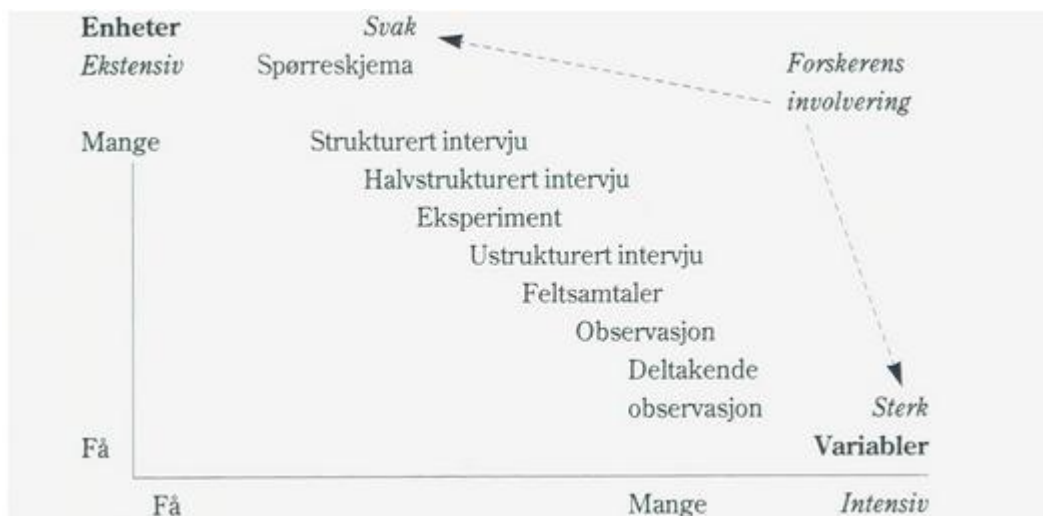 Enheter Svak
Ekstensiv Spørreskjema Forskerens
involvering
Mange Strukturert intervju
Halvstrukturert intervju
Eksperiment
Ustrukturert intervju
Feltsamtaler
Observasjon
Deltakende
observasjon Sterk
Få Variabler
Få Mange Intensiv